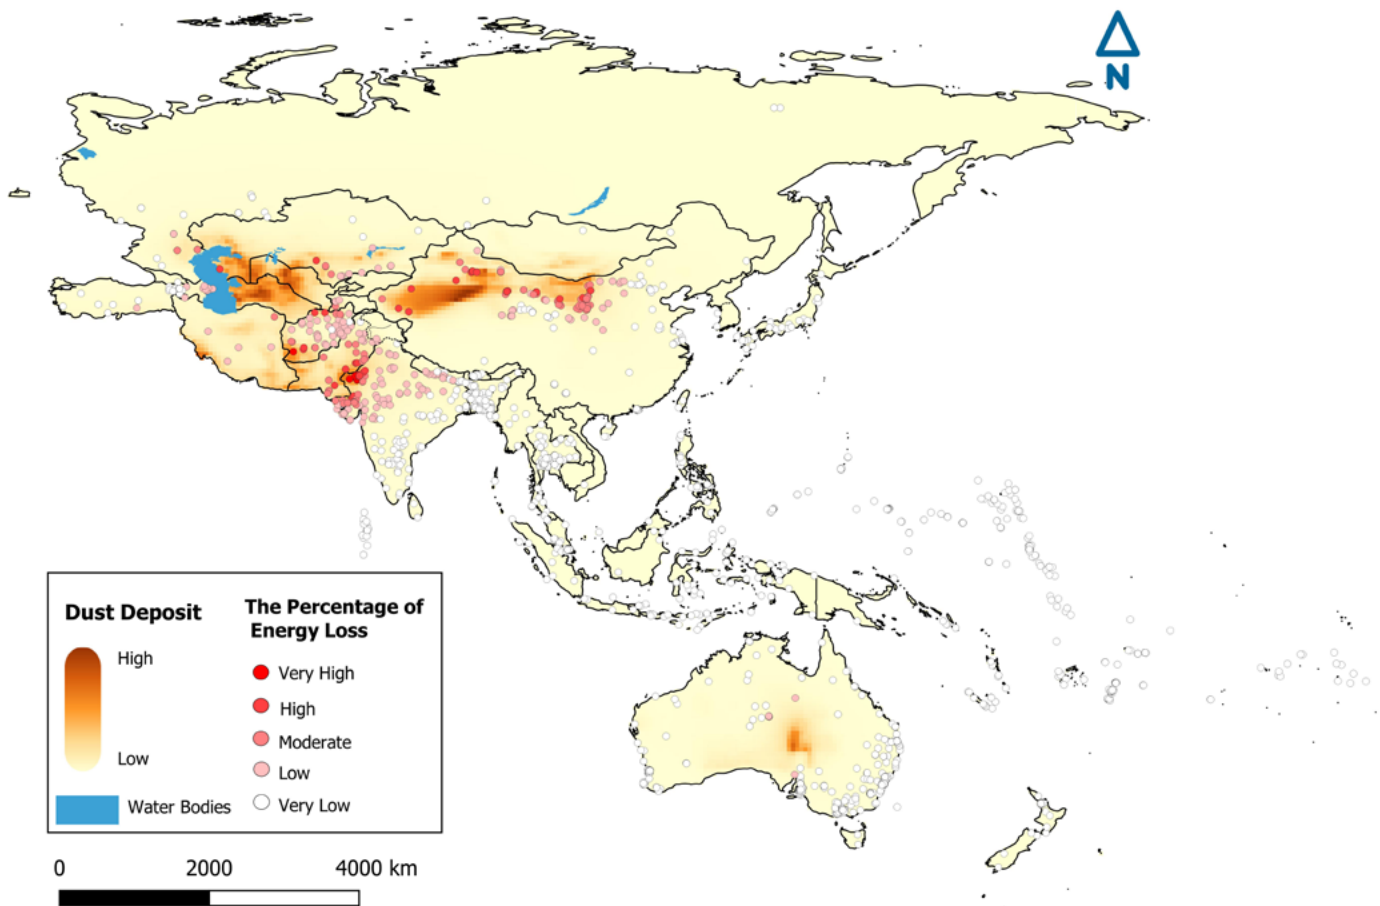 N
Dust Deposit
High
Low
Water Bodies
The Percentage of
Energy Loss
Very High
High
Moderate
Low
Very Low
0 2000 4000 km